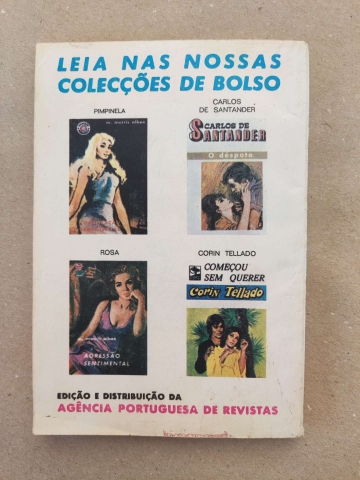 LEIA NAS NOSSAS
COLECÇÕES DE BOLSO
PIMPINELA
CARLOS
DE SANTANDER
CARLOS DE
SANTANDER
O déspota
ROSA
CORIN TELLADO
COMEÇOU
SEM QUERER
Corin Tellado
AGRESSÃO
SENTIMENTAL
EDIÇÃO E DISTRIBUIÇÃO DA
AGÊNCIA PORTUGUESA DE REVISTAS